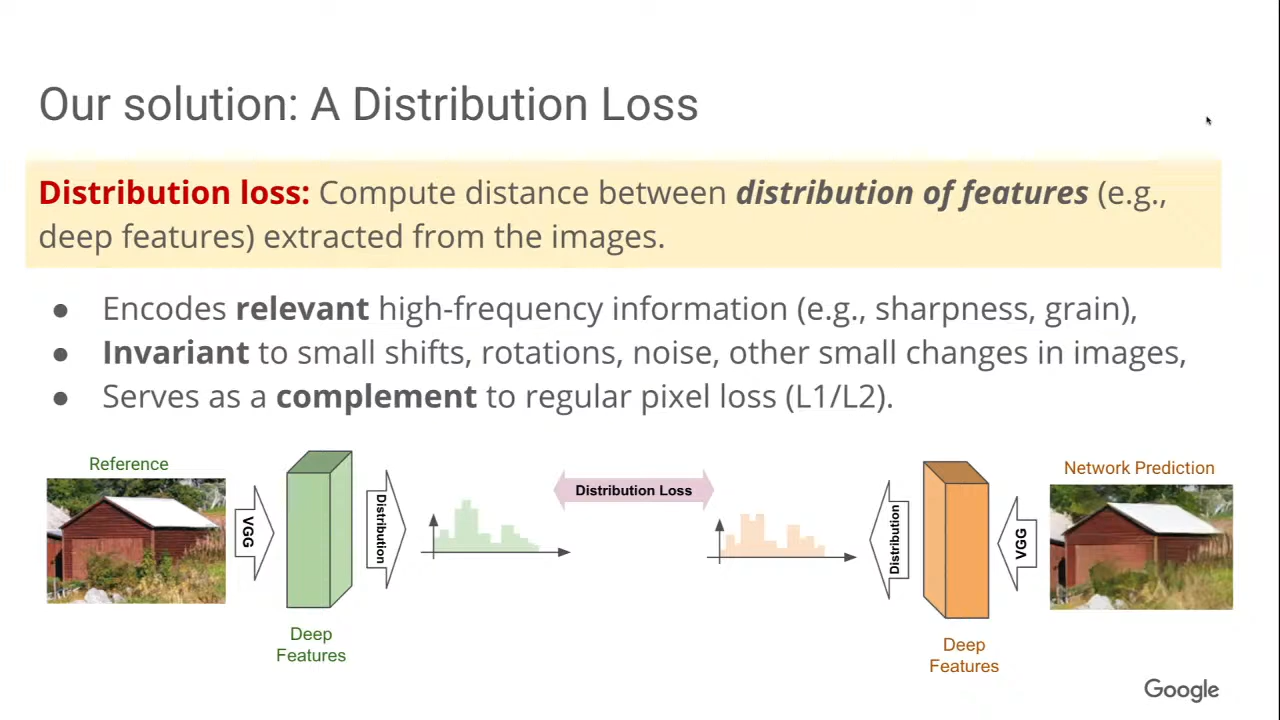 Our solution: A Distribution Loss
Distribution loss: Compute distance between distribution of features (e.g.,
deep features) extracted from the images.
● Encodes relevant high-frequency information (e.g., sharpness, grain),
● Invariant to small shifts, rotations, noise, other small changes in images,
● Serves as a complement to regular pixel loss (L1/L2).
Reference
VGG
Deep
Features
Distribution
Distribution Loss
Distribution
Deep
Features
VGG
Network Prediction
Google